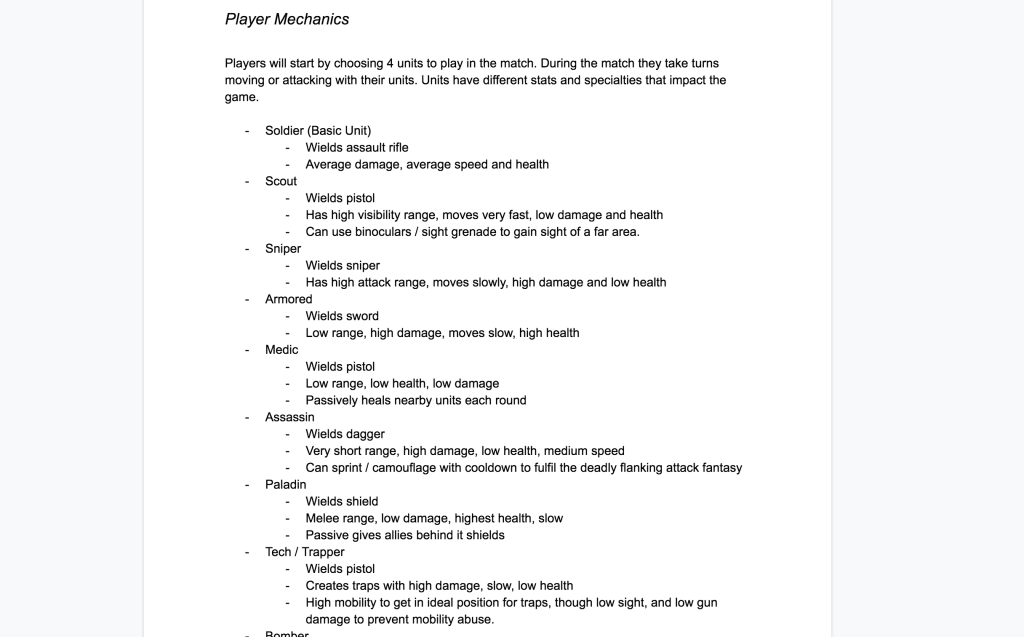 Player Mechanics
Players will start by choosing 4 units to play in the match. During the match they take turns
moving or attacking with their units. Units have different stats and specialties that impact the
game.
- Soldier (Basic Unit)
- Wields assault rifle
- Average damage, average speed and health
- Scout
- Wields pistol
- Has high visibility range, moves very fast, low damage and health
- Can use binoculars / sight grenade to gain sight of a far area.
- Sniper
- Wields sniper
- Has high attack range, moves slowly, high damage and low health
- Armored
- Wields sword
- Low range, high damage, moves slow, high health
- Medic
- Wields pistol
- Low range, low health, low damage
- Passively heals nearby units each round
- Assassin
- Wields dagger
- Very short range, high damage, low health, medium speed
- Can sprint / camouflage with cooldown to fulfil the deadly flanking attack fantasy
- Paladin
- Wields shield
- Melee range, low damage, highest health, slow
- Passive gives allies behind it shields
- Tech / Trapper
- Wields pistol
- Creates traps with high damage, slow, low health
- High mobility to get in ideal position for traps, though low sight, and low gun
damage to prevent mobility abuse.
- Bomber